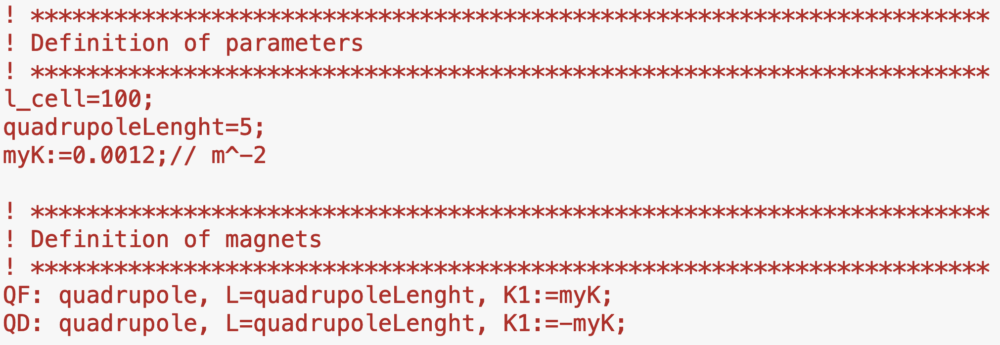 ! *********************************************************************
! Definition of parameters
! *********************************************************************
l_cell=100;
quadrupoleLenght=5;
myK:=0.0012;// m^-2
! *********************************************************************
! Definition of magnets
! *********************************************************************
QF: quadrupole, L=quadrupoleLenght, K1:=myK;
QD: quadrupole, L=quadrupoleLenght, K1:=-myK;